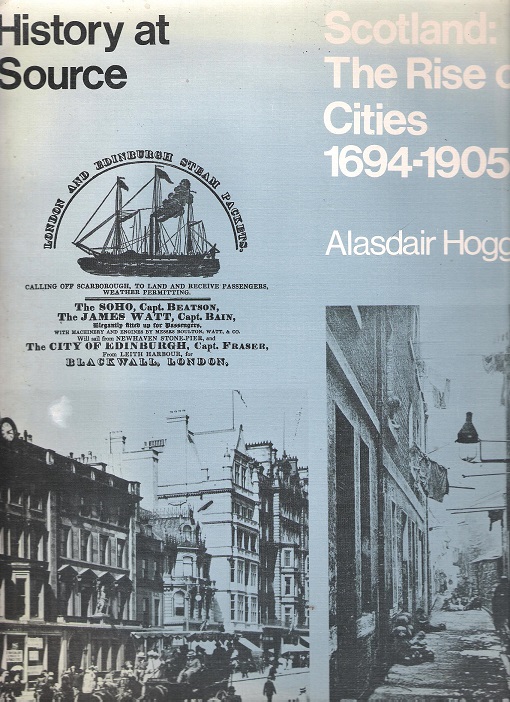 History at
Source
Scotland:
The Rise o
Cities
1694-1905
Alasdair Hogg
LONDON AND EDINBURGH STEAM PACKETS.
CALLING OFF SCARBOROUGH, TO LAND AND RECEIVE PASSENGERS,
WEATHER PERMITTING.
The SOHO, Capt. BEATSON,
The JAMES WATT, Capt. BAIN,
Elegantly fitted up for Passengers,
WITH MACHINERY AND ENGINES BY MESSRS BOULTON, WATT, & CO.
Will sail from NEWHAVEN STONE-PIER, and
The CITY OF EDINBURGH, Capt. FRASER,
From LEITH HARBOUR, for
BLACKWALL, LONDON,